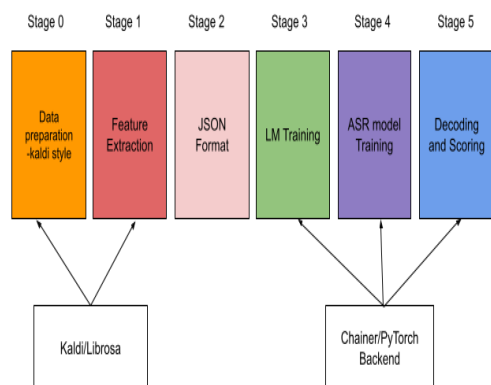 Stage 0
Stage 1
Stage 2
Stage 3
Stage 4
Stage 5
Data
preparation
-kaldi style
Feature
Extraction
JSON
Format
LM Training
ASR model
Training
Decoding
and Scoring
Kaldi/Librosa
Chainer/PyTorch
Backend